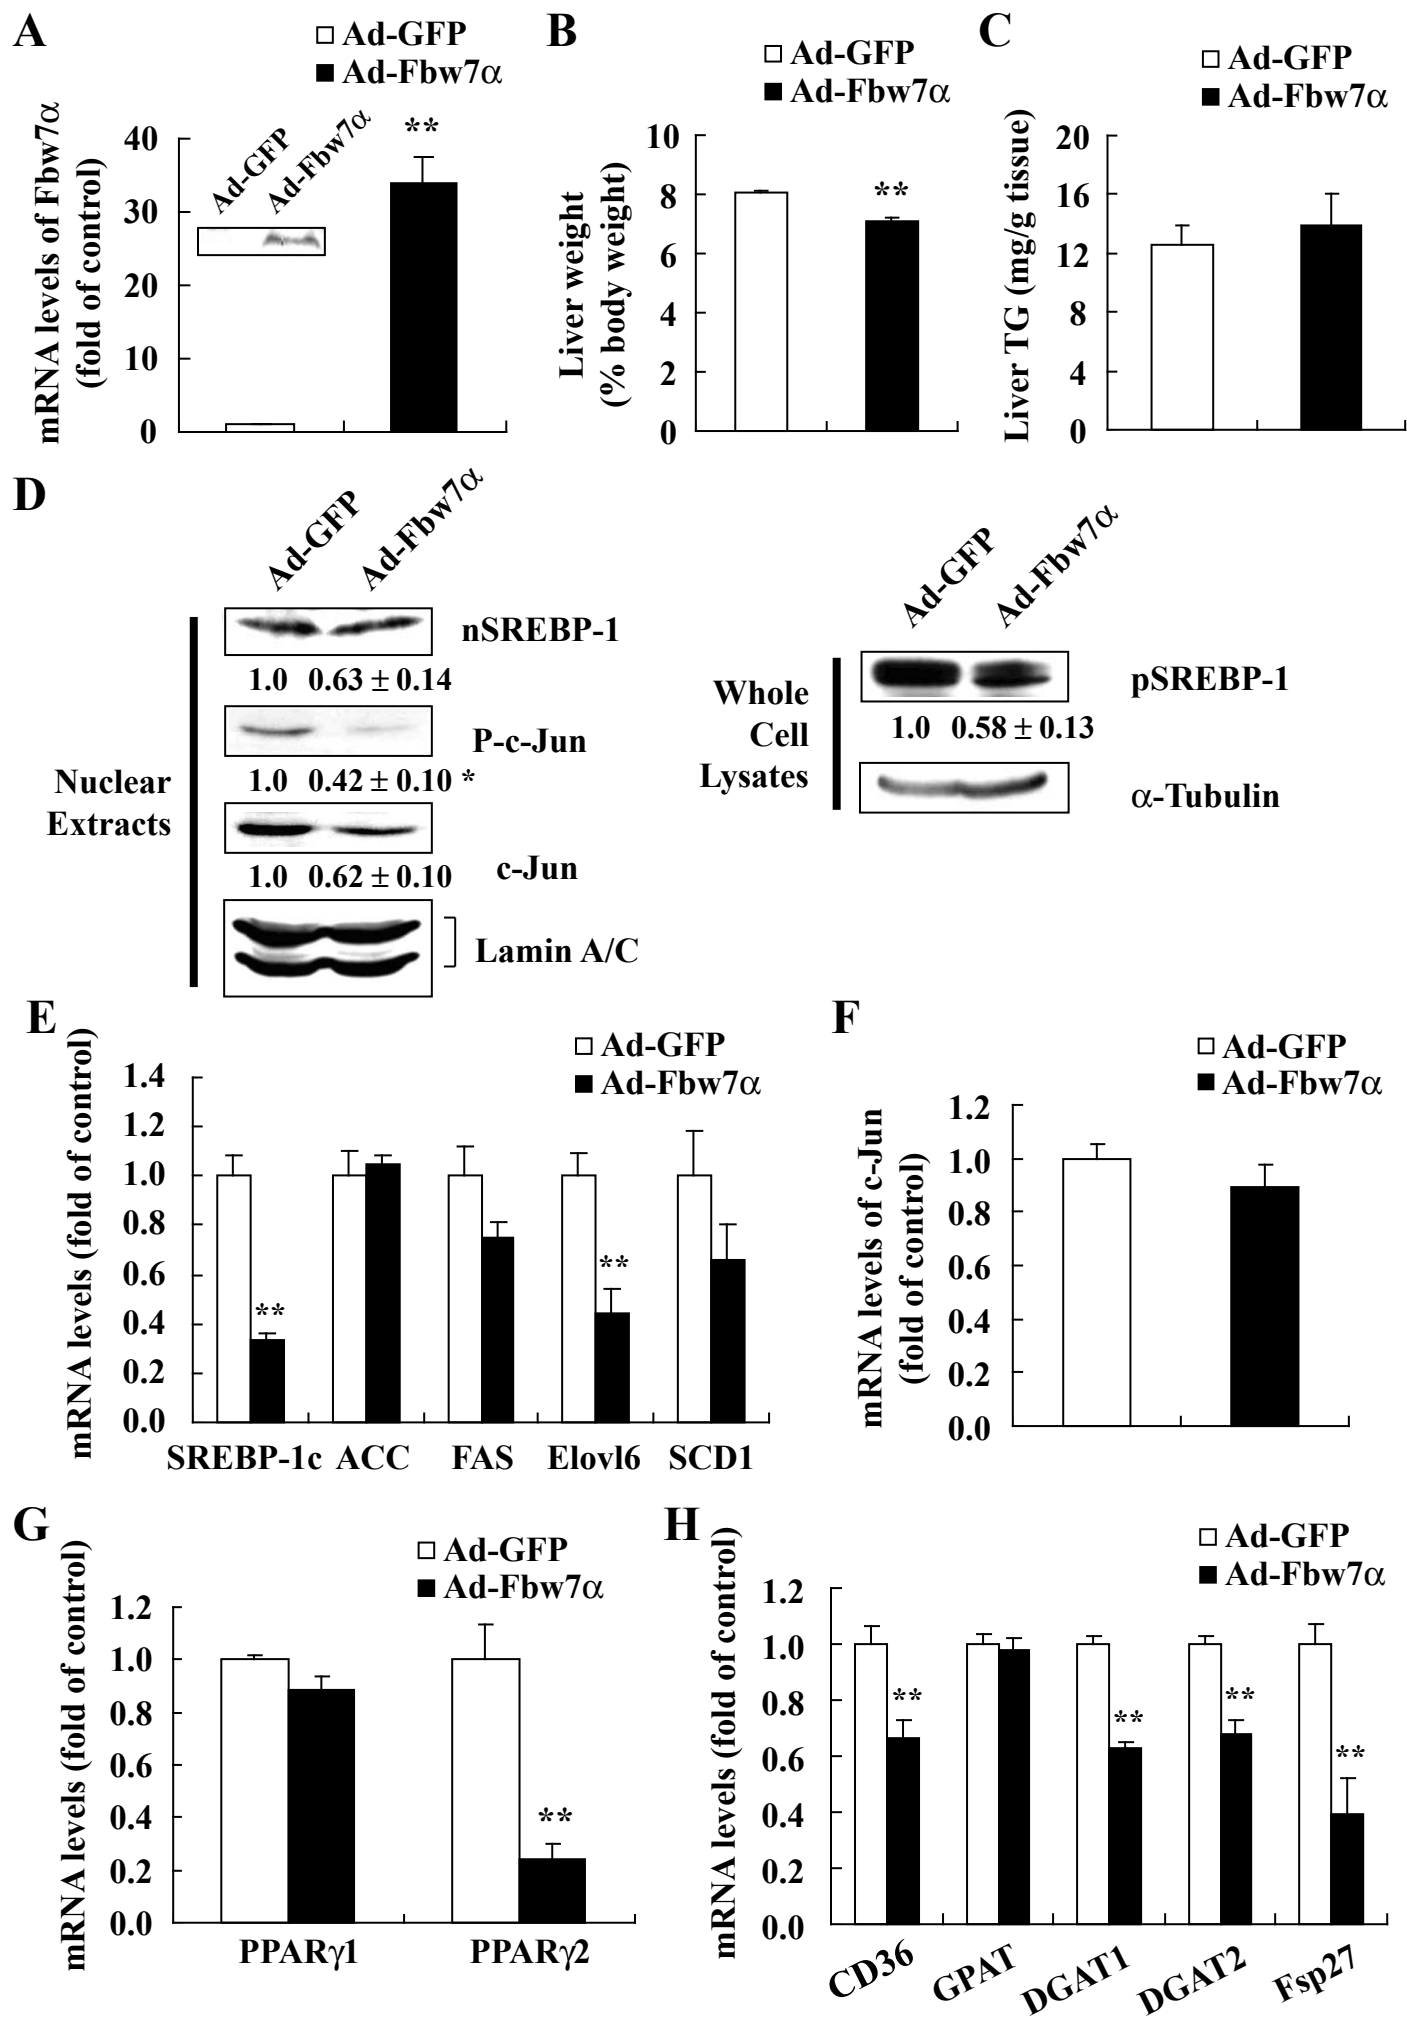 A
Ad-GFP
Ad-Fbw7α
mRNA levels of Fbw7α
(fold of control)
40
30
20
10
0
Ad-GFP
Ad-Fbw7α
**
B
Ad-GFP
Ad-Fbw7α
Liver weight
(% body weight)
10
8
6
4
2
0
**
C
Ad-GFP
Ad-Fbw7α
Liver TG (mg/g tissue)
20
16
12
8
4
0
D
Ad-GFP
Ad-Fbw7α
Nuclear
Extracts
nSREBP-1
1.0 0.63 ± 0.14
P-c-Jun
1.0 0.42 ± 0.10 *
c-Jun
1.0 0.62 ± 0.10
Lamin A/C
Ad-GFP
Ad-Fbw7α
Whole
Cell
Lysates
pSREBP-1
1.0 0.58 ± 0.13
α-Tubulin
E
Ad-GFP
Ad-Fbw7α
mRNA levels (fold of control)
1.4
1.2
1.0
0.8
0.6
0.4
0.2
0.0
**
**
SREBP-1c ACC FAS Elovl6 SCD1
F
Ad-GFP
Ad-Fbw7α
mRNA levels of c-Jun
(fold of control)
1.2
1.0
0.8
0.6
0.4
0.2
0.0
G
Ad-GFP
Ad-Fbw7α
mRNA levels (fold of control)
1.2
1.0
0.8
0.6
0.4
0.2
0.0
**
PPARγ1 PPARγ2
H
Ad-GFP
Ad-Fbw7α
mRNA levels (fold of control)
1.2
1.0
0.8
0.6
0.4
0.2
0.0
**
**
**
**
CD36 GPAT DGAT1 DGAT2 Fsp27